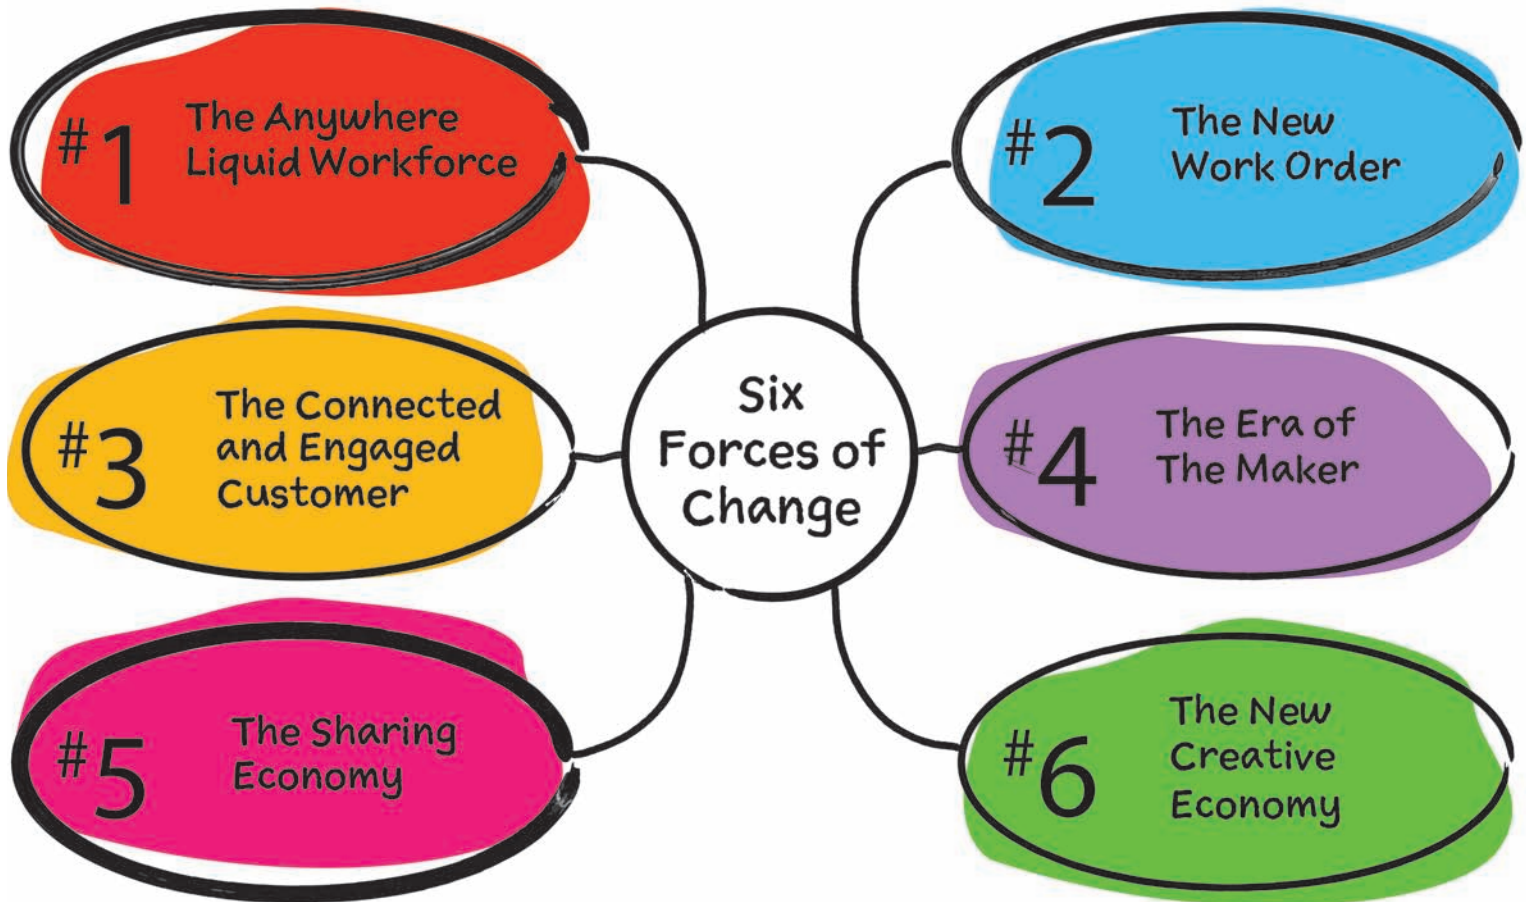 #1
The Anywhere
Liquid Workforce
#2
The New
Work Order
#3
The Connected
and Engaged
Customer
Six
Forces of
Change
#4
The Era of
The Maker
#5
The Sharing
Economy
#6
The New
Creative
Economy